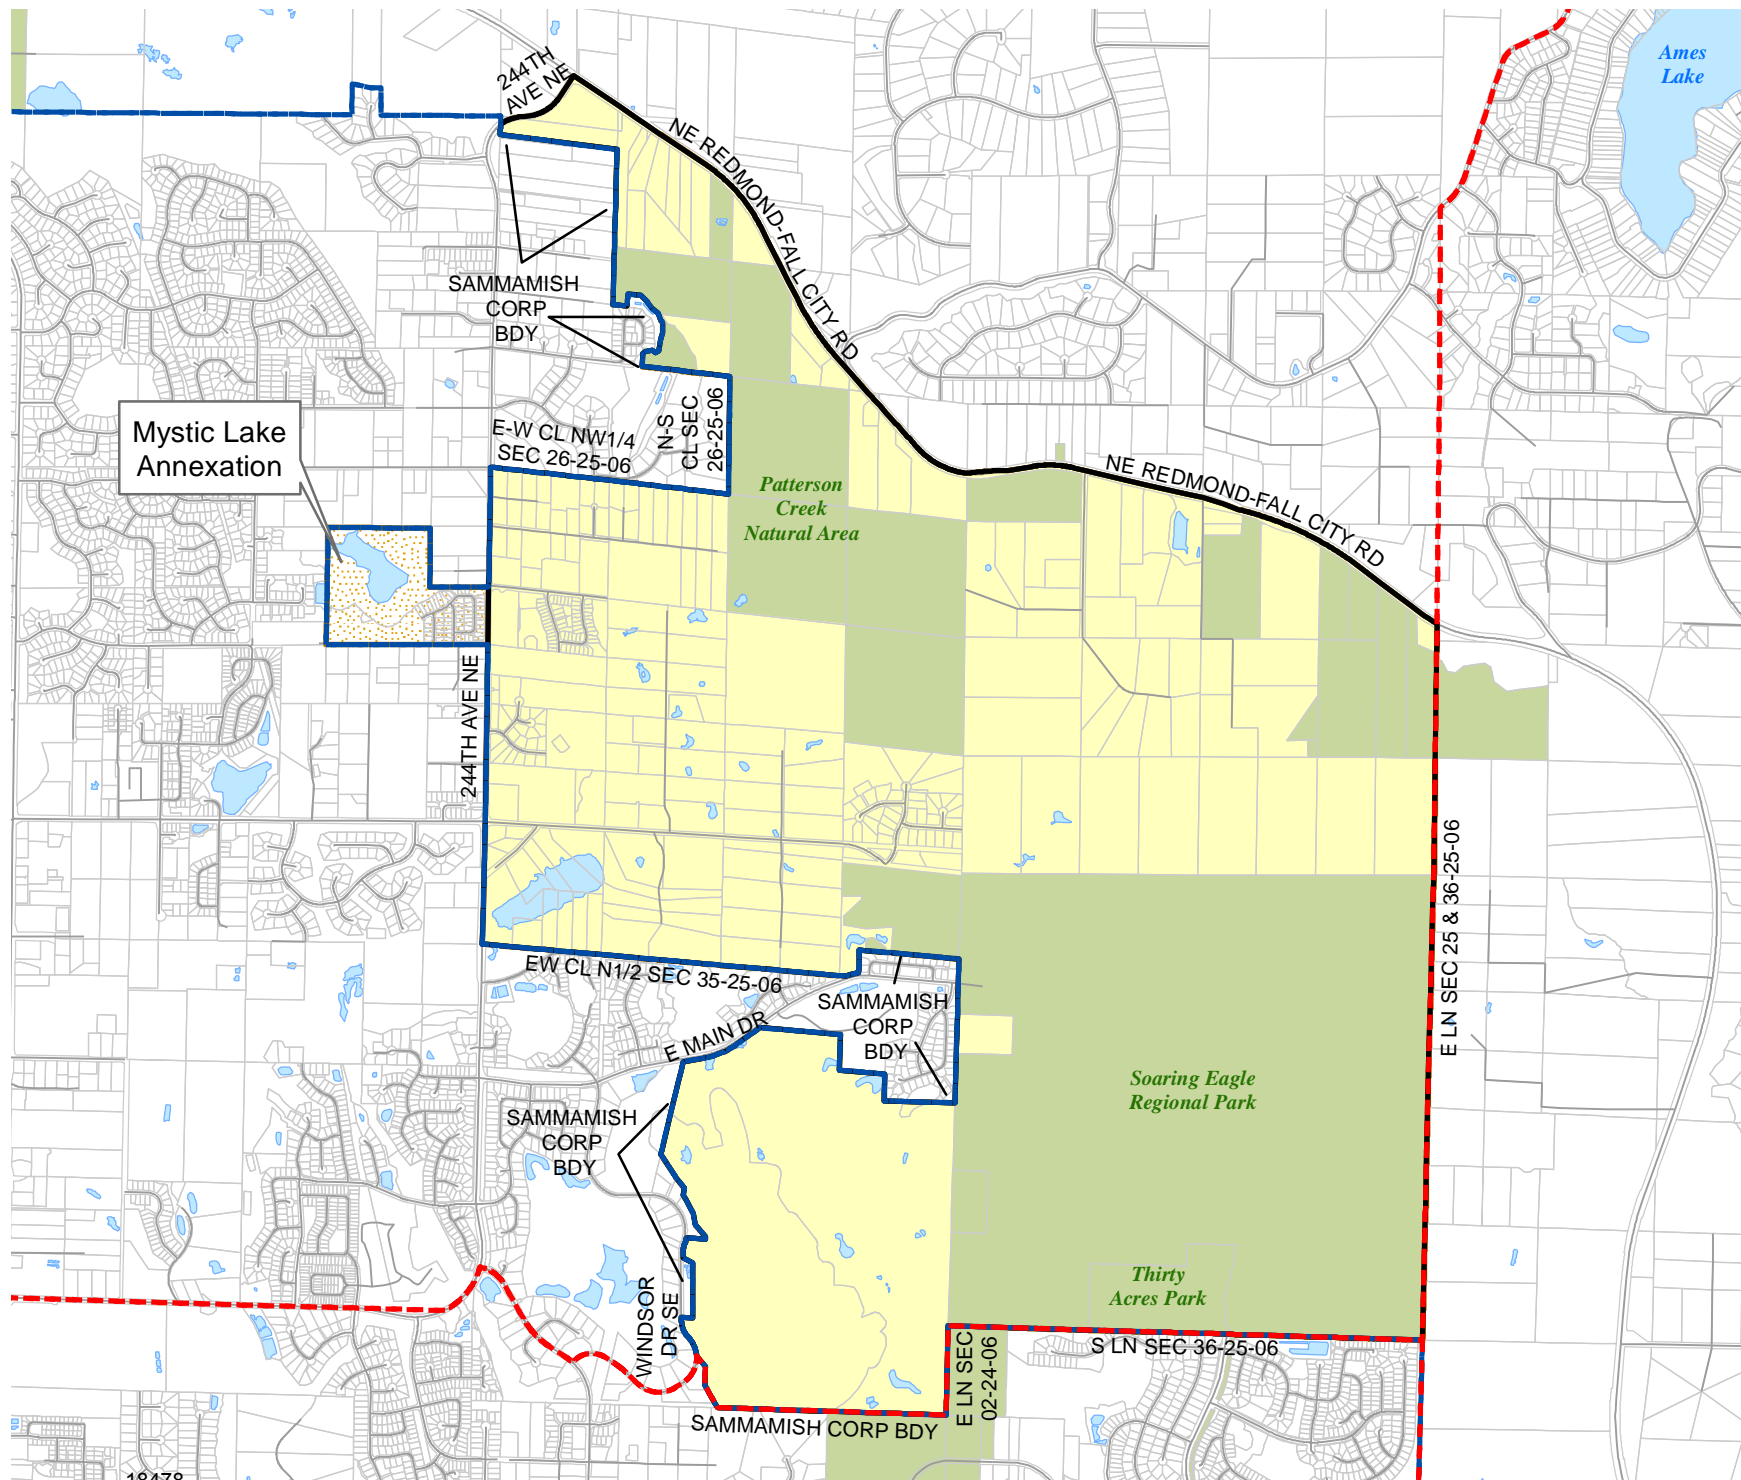 Ames
Lake
244TH
AVE NE
NE REDMOND-FALL CITY RD
SAMMAMISH
CORP
BDY
N-S
CL SEC
26-25-06
E-W CL NW1/4
SEC 26-25-06
Mystic Lake
Annexation
NE REDMOND-FALL CITY RD
Patterson
Creek
Natural Area
244TH AVE NE
E LN SEC 25 & 36-25-06
EW CL N1/2 SEC 35-25-06
SAMMAMISH
CORP
BDY
E MAIN DR
Soaring Eagle
Regional Park
SAMMAMISH
CORP
BDY
Thirty
Acres Park
WINDSOR
DR SE
E LN SEC
02-24-06
S LN SEC 36-25-06
SAMMAMISH CORP BDY
18478